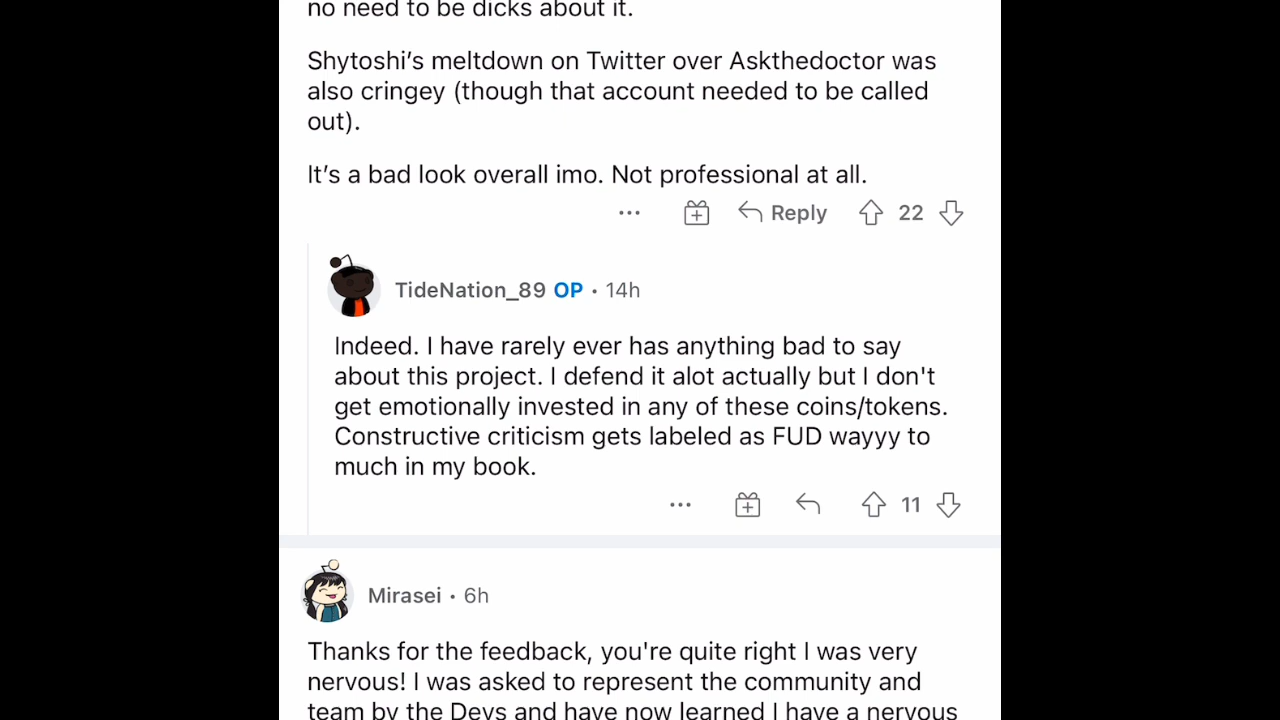 no need to be dicks about it.
Shytoshi’s meltdown on Twitter over Askthedoctor was
also cringey (though that account needed to be called
out).
It’s a bad look overall imo. Not professional at all.
... Reply 22
TideNation_89 OP • 14h
Indeed. I have rarely ever has anything bad to say
about this project. I defend it alot actually but I don't
get emotionally invested in any of these coins/tokens.
Constructive criticism gets labeled as FUD wayyy to
much in my book.
... 11
Mirasei • 6h
Thanks for the feedback, you're quite right I was very
nervous! I was asked to represent the community and
team by the Devs and have now learned I have a nervous